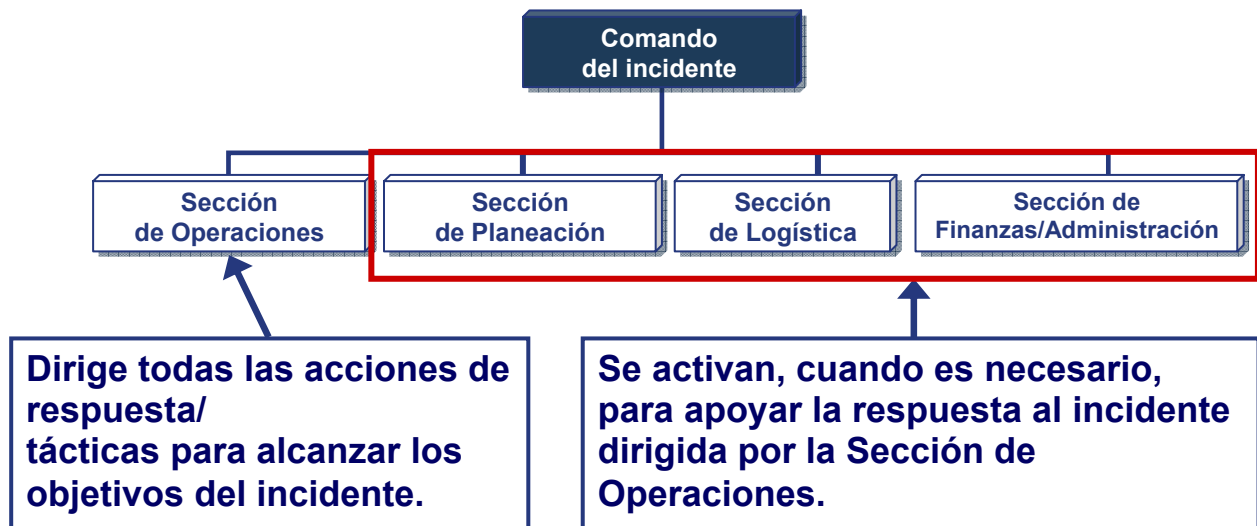 Comando
del incidente
Sección
de Operaciones
Sección
de Planeación
Sección
de Logística
Sección de
Finanzas/Administración
Dirige todas las acciones de
respuesta/
tácticas para alcanzar los
objetivos del incidente.
Se activan, cuando es necesario,
para apoyar la respuesta al incidente
dirigida por la Sección de
Operaciones.